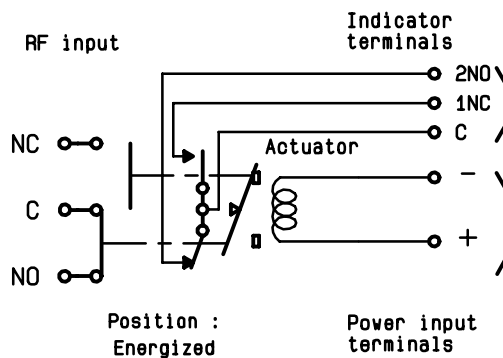 RF input
Indicator
terminals
2NO
1NC
C
NC
Actuator
-
C
+
NO
Position :
Energized
Power input
terminals